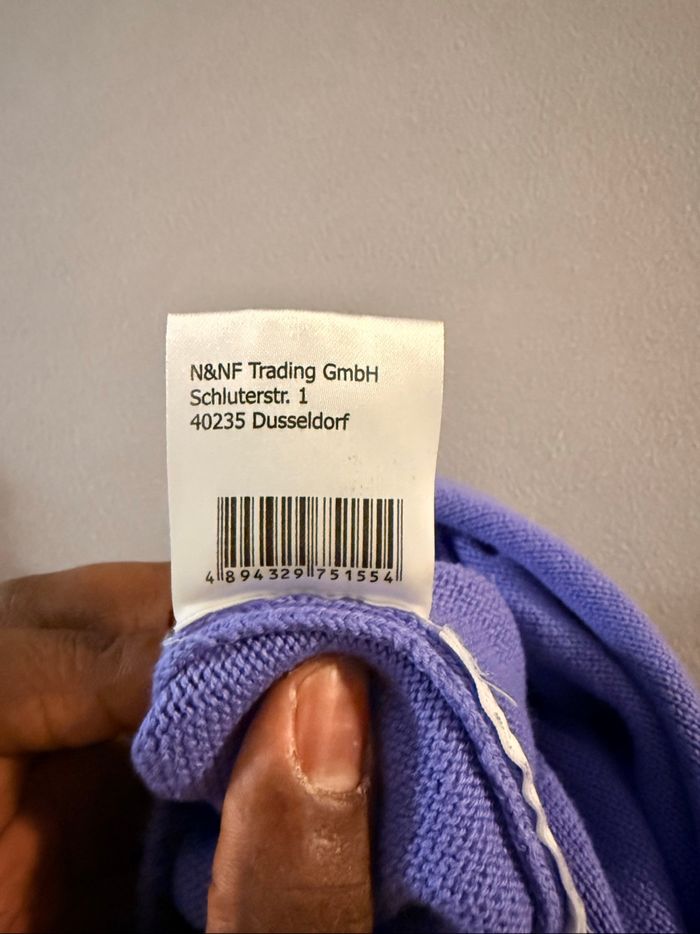 N&NF Trading GmbH
Schluterstr. 1
40235 Dusseldorf
4 894329 751554